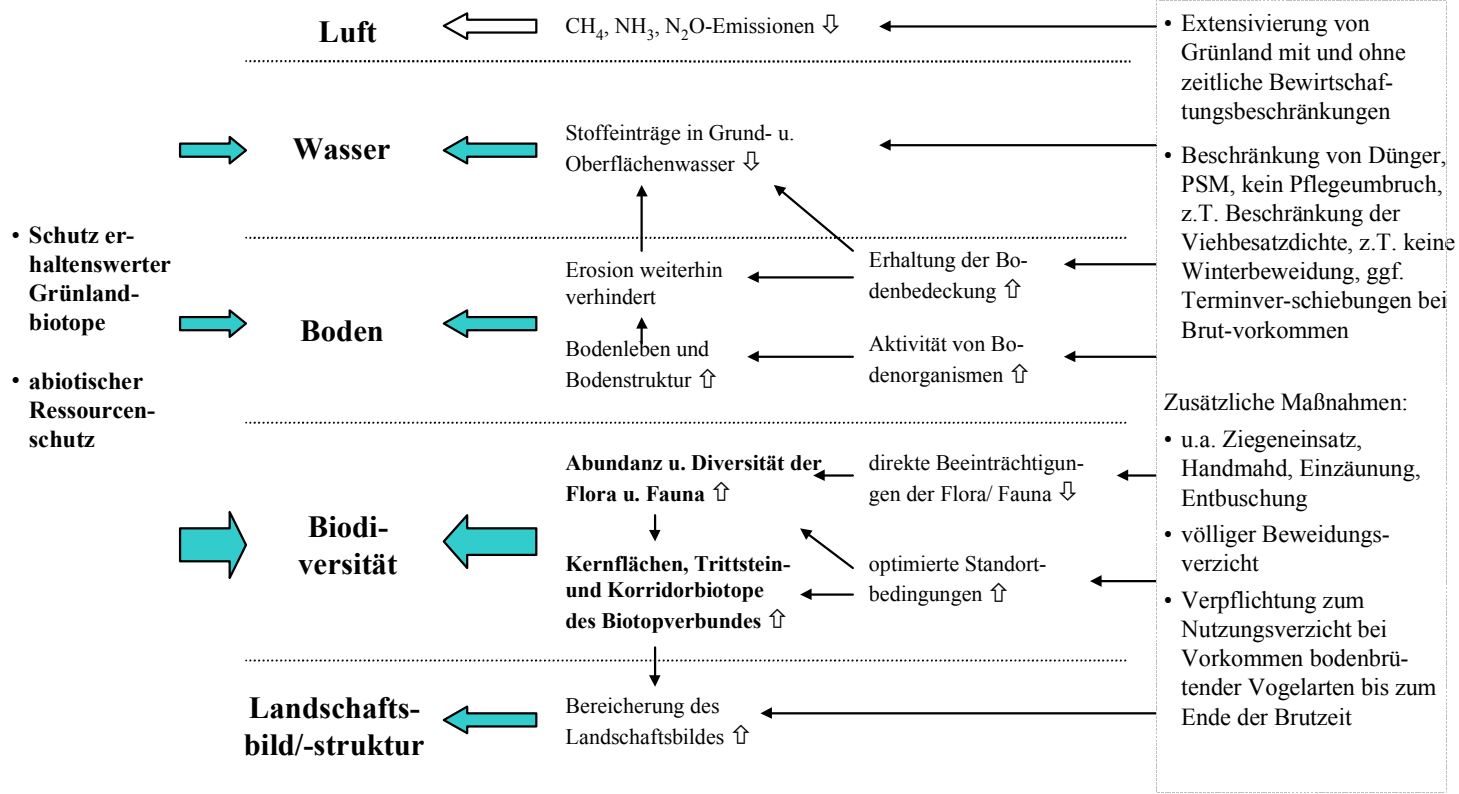 • Schutz er-
haltenswerter
Grünland-
biotope
• abiotischer
Ressourcen-
schutz
Luft
CH4, NH3, N2O-Emissionen ⇩
Wasser
Stoffeinträge in Grund- u.
Oberflächenwasser ⇩
Boden
Erosion weiterhin
verhindert
Erhaltung der Bo-
denbedeckung ⇧
Bodenleben und
Bodenstruktur ⇧
Aktivität von Bo-
denorganismen ⇧
Biodi-
versität
Abundanz u. Diversität der
Flora u. Fauna ⇧
direkte Beeinträchtigun-
gen der Flora/ Fauna ⇩
Kernflächen, Trittstein-
und Korridorbiotope
des Biotopverbundes ⇧
optimierte Standort-
bedingungen ⇧
Landschafts-
bild/-struktur
Bereicherung des
Landschaftsbildes ⇧
• Extensivierung von
Grünland mit und ohne
zeitliche Bewirtschaf-
tungsbeschränkungen
• Beschränkung von Dünger,
PSM, kein Pflegeumbruch,
z.T. Beschränkung der
Viehbesatzdichte, z.T. keine
Winterbeweidung, ggf.
Terminver-schiebungen bei
Brut-vorkommen
Zusätzliche Maßnahmen:
• u.a. Ziegeneinsatz,
Handmahd, Einzäunung,
Entbuschung
• völliger Beweidungs-
verzicht
• Verpflichtung zum
Nutzungsverzicht bei
Vorkommen bodenbrü-
tender Vogelarten bis zum
Ende der Brutzeit